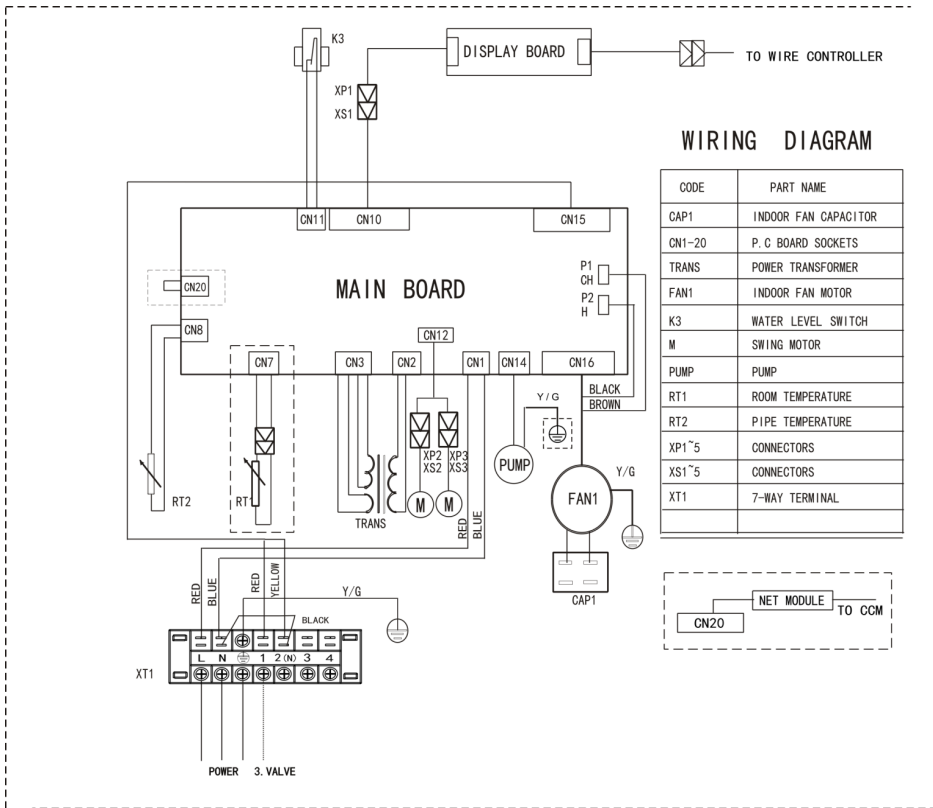 K3
DISPLAY BOARD
TO WIRE CONTROLLER
XP1
XS1
WIRING DIAGRAM
CODE PART NAME
CAP1 INDOOR FAN CAPACITOR
CN1-20 P.C BOARD SOCKETS
TRANS POWER TRANSFORMER
FAN1 INDOOR FAN MOTOR
K3 WATER LEVEL SWITCH
M SWING MOTOR
PUMP PUMP
RT1 ROOM TEMPERATURE
RT2 PIPE TEMPERATURE
XP1~5 CONNECTORS
XS1~5 CONNECTORS
XT1 7-WAY TERMINAL
CN11 CN10 CN15
MAIN BOARD
P1
CH
P2
H
CN20
CN8
CN12
CN7 CN3 CN2 CN1 CN14 CN16
BLACK
BROWN
Y/G
XP2 XP3
XS2 XS3
PUMP
Y/G
RT2
RT1
TRANS
M M
FAN1
RED
BLUE
CAP1
RED
BLUE
RED
YELLOW
Y/G
BLACK
XT1
L N 1 2(N) 3 4
POWER 3.VALVE
NET MODULE
TO CCM
CN20